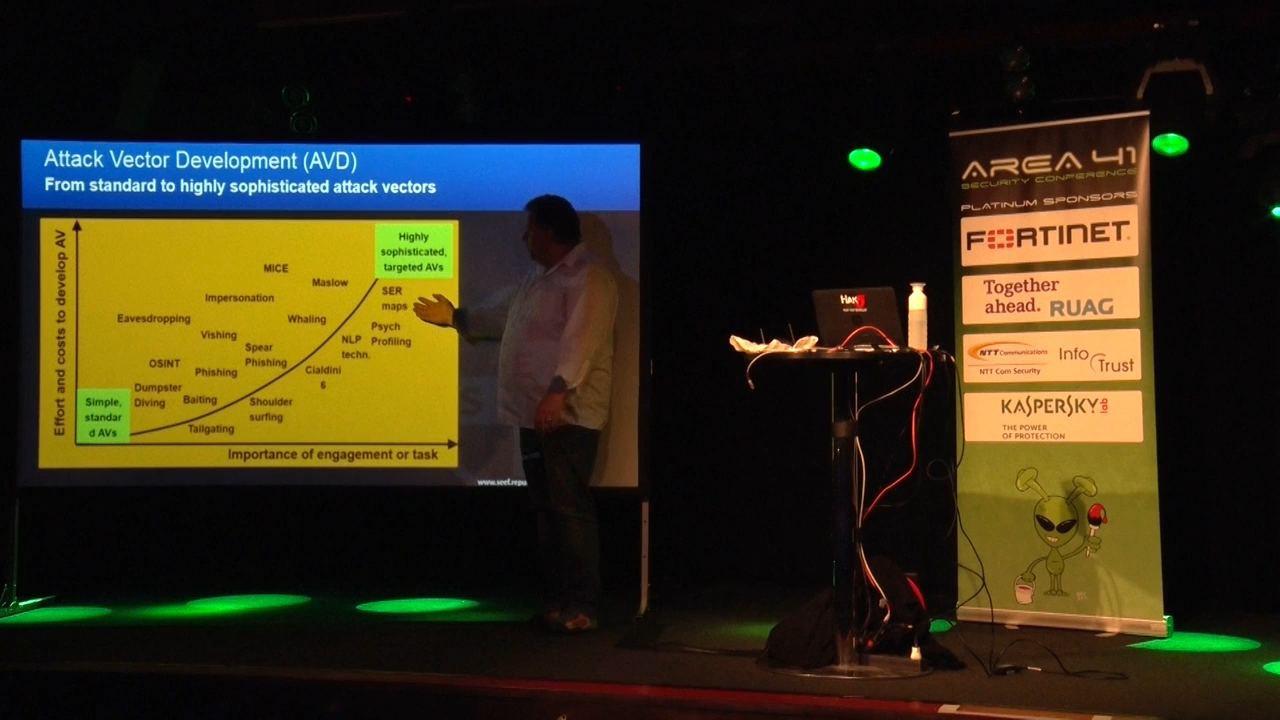 Attack Vector Development (AVD)
From standard to highly sophisticated attack vectors
Effort and costs to develop AV
Highly
sophisticated,
targeted AVs
MICE
Maslow
SER
maps
Impersonation
Eavesdropping
Whaling
Psych
Profiling
Vishing
NLP
techn.
Spear
Phishing
OSINT
Phishing
Cialdini
6
Dumpster
Diving
Baiting
Shoulder
surfing
Simple,
standar
d AVs
Tailgating
Importance of engagement or task
www.seef.repu
HAK5
AREA 41
SECURITY CONFERENCE
PLATINUM SPONSORS
FORTINET
Together
ahead. RUAG
NTT Communications
NTT Com Security
Info
Trust
KASPERSKY lab
THE POWER
OF PROTECTION